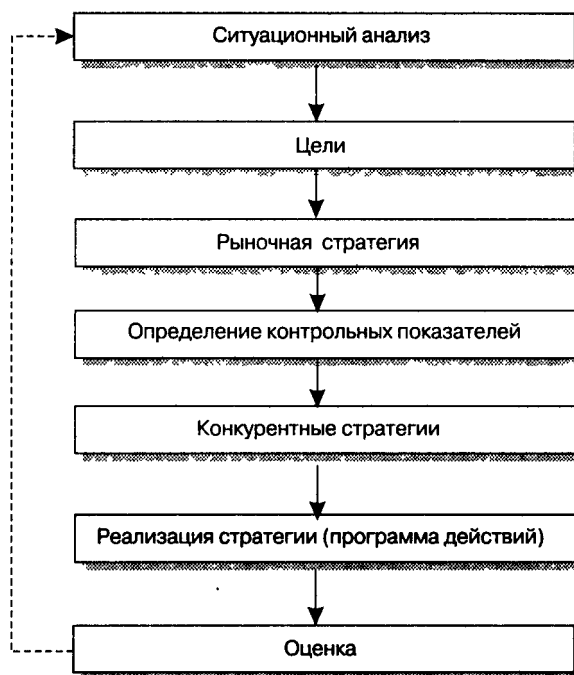 Ситуационный анализ
Цели
Рыночная стратегия
Определение контрольных показателей
Конкурентные стратегии
Реализация стратегии (программа действий)
Оценка